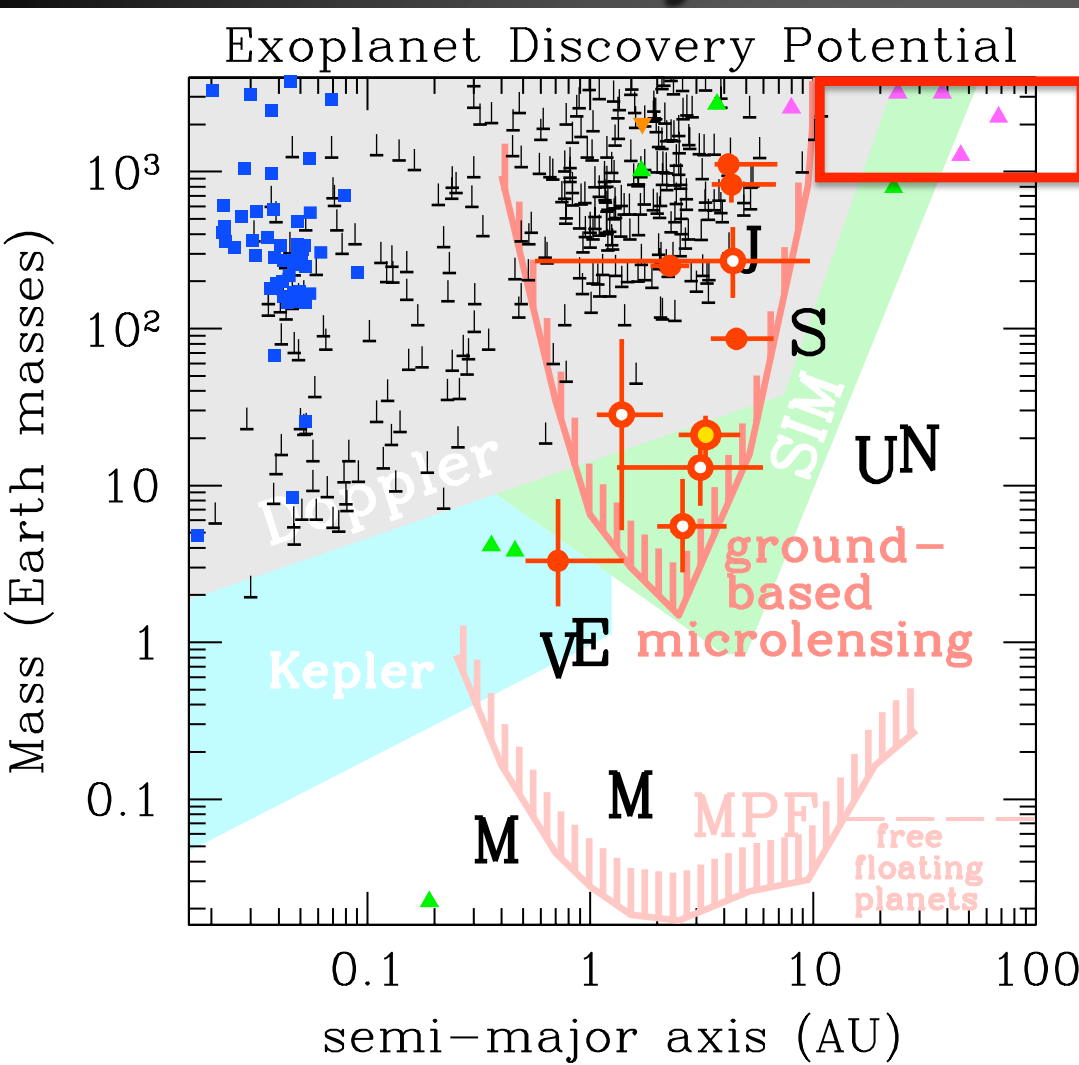 Exoplanet Discovery Potential
10³
10²
10
1
0.1
Mass (Earth masses)
J
S
SIM
U N
Doppler
ground-
based
microlensing
V E
Kepler
M
M
MPF
free
floating
planets
0.1 1 10 100
semi-major axis (AU)